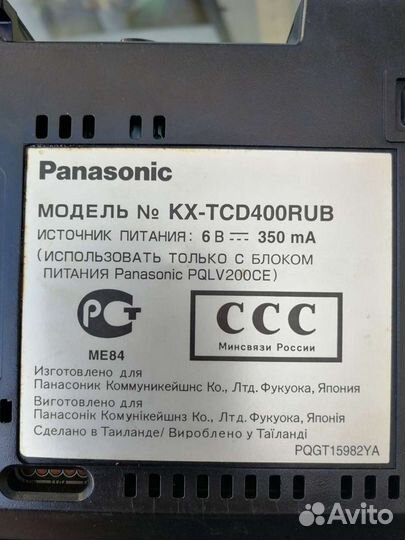 Panasonic
МОДЕЛЬ № KX-TCD400RUB
ИСТОЧНИК ПИТАНИЯ: 6 В 350 mA
(ИСПОЛЬЗОВАТЬ ТОЛЬКО С БЛОКОМ
ПИТАНИЯ Panasonic PQLV200CE)
РСТ
ME84
ССС
Минсвязи России
Изготовлено для
Панасоник Коммуникейшнс Ко., Лтд. Фукуока, Япония
Виготовлено для
Панасонік Комунікейшнз Ко., Лтд. Фукуока, Японія
Сделано в Таиланде/ Вироблено у Таїланді
PQGT15982YA
Avito